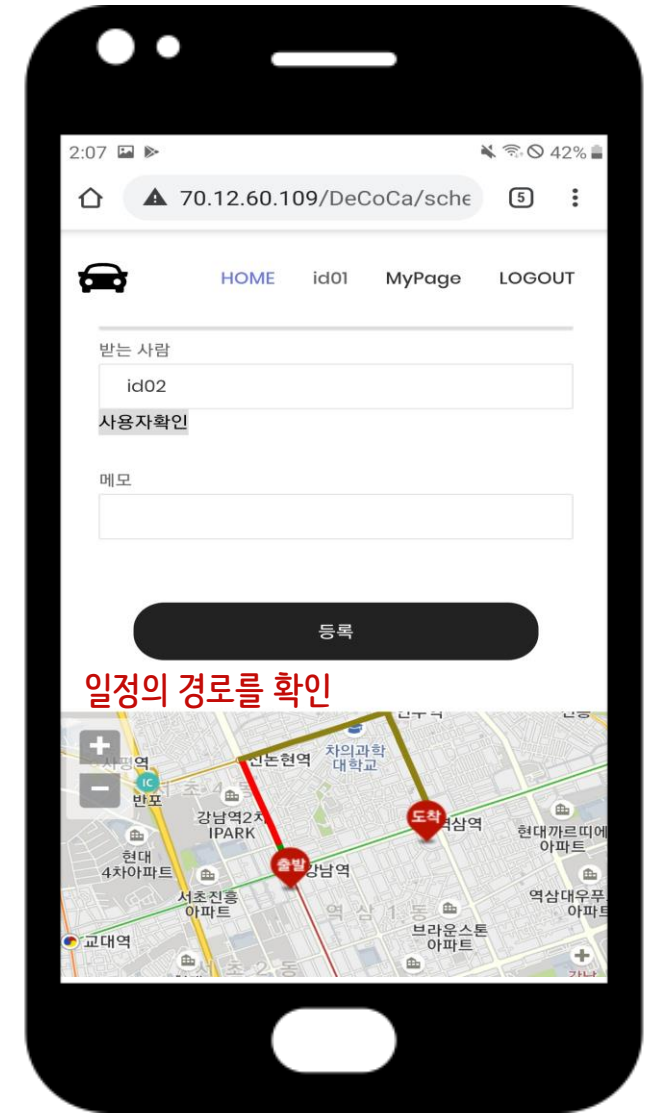 2:07 42%
70.12.60.109/DeCoCa/sche 5
HOME id01 MyPage LOGOUT
받는 사람
id02
사용자확인
메모
등록
일정의 경로를 확인
신논현역
차의과학
대학교
IC
반포
강남역2차
IPARK
도착
역삼역
현대까르띠에
아파트
현대
4차아파트
출발
강남역
서초진흥
아파트
역삼1동
역삼대우푸
아파트
브라운스톤
아파트
교대역
서초2동